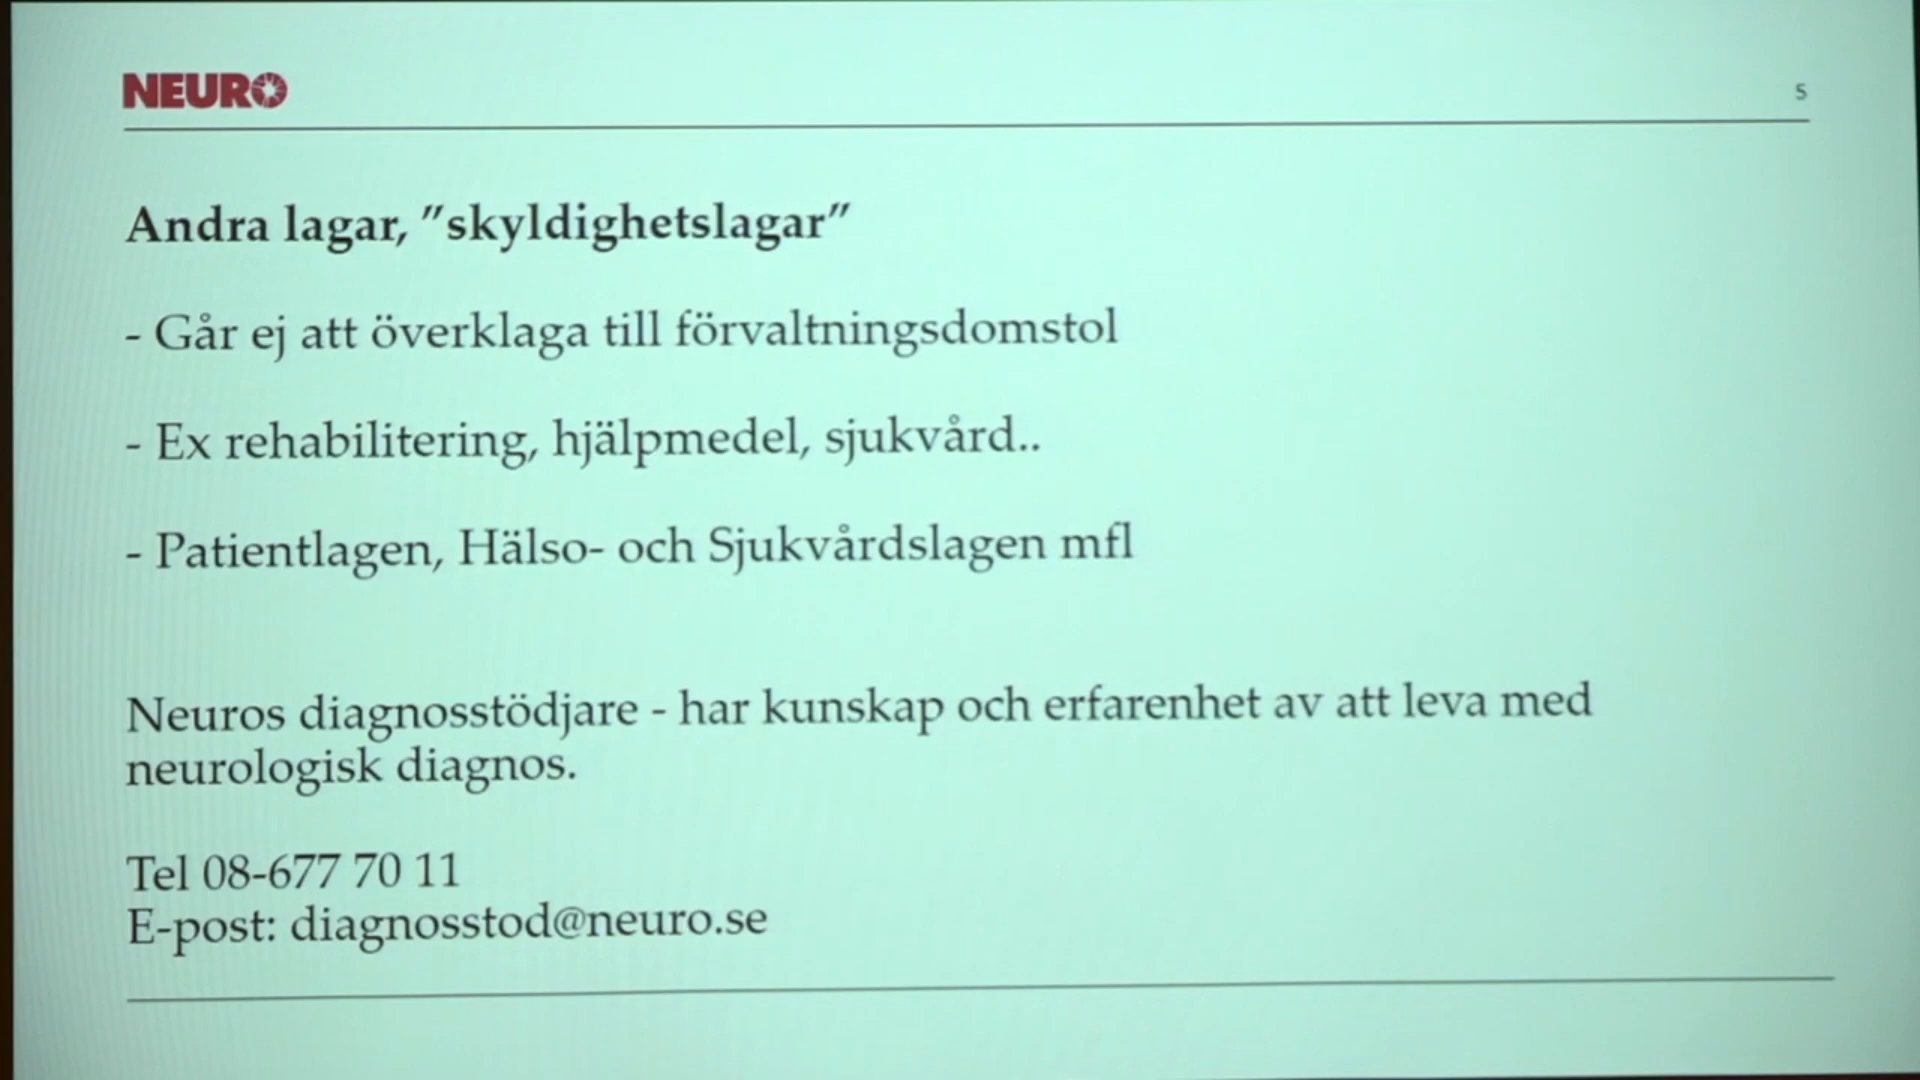 NEURO
5
Andra lagar, "skyldighetslagar"
- Går ej att överklaga till förvaltningsdomstol
- Ex rehabilitering, hjälpmedel, sjukvård..
- Patientlagen, Hälso- och Sjukvårdslagen mfl
Neuros diagnosstödjare - har kunskap och erfarenhet av att leva med
neurologisk diagnos.
Tel 08-677 70 11
E-post: diagnosstod@neuro.se